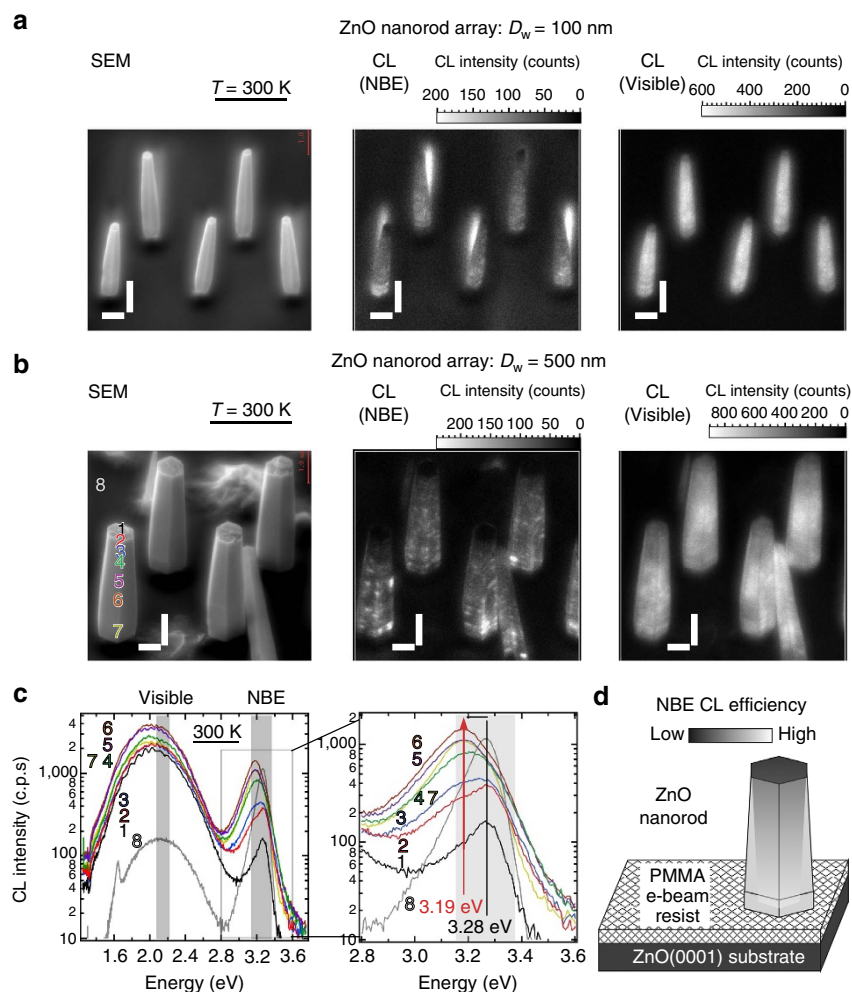 a
ZnO nanorod array: Dw = 100 nm
SEM
T = 300 K
CL
(NBE)
CL intensity (counts)
200 100 0
CL
(Visible)
CL intensity (counts)
600 400 200 0
b
ZnO nanorod array: Dw = 500 nm
SEM
T = 300 K
CL
(NBE)
CL intensity (counts)
200 150 100 50 0
CL
(Visible)
CL intensity (counts)
800 600 400 200 0
8
1
2
3
4
5
6
7
c
Visible NBE
300 K
CL intensity (c.p.s)
4
2
1,000
8
6
4
2
100
8
6
4
2
10
6
5
7 4
3
2
1
8
1.2 1.6 2.0 2.4 2.8 3.2 3.6
Energy (eV)
2
1,000
8
6
4
2
100
8
6
4
2
10
6
5
4 7
3
2
1
8
3.19 eV
3.28 eV
2.8 3.0 3.2 3.4 3.6
Energy (eV)
d
NBE CL efficiency
Low High
ZnO
nanorod
PMMA
e-beam
resist
ZnO(0001) substrate